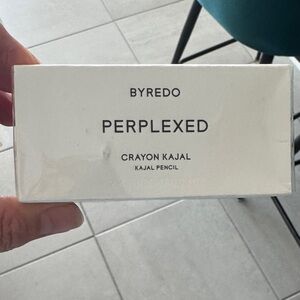 BYREDO
PERPLEXED
CRAYON KAJAL
KAJAL PENCIL